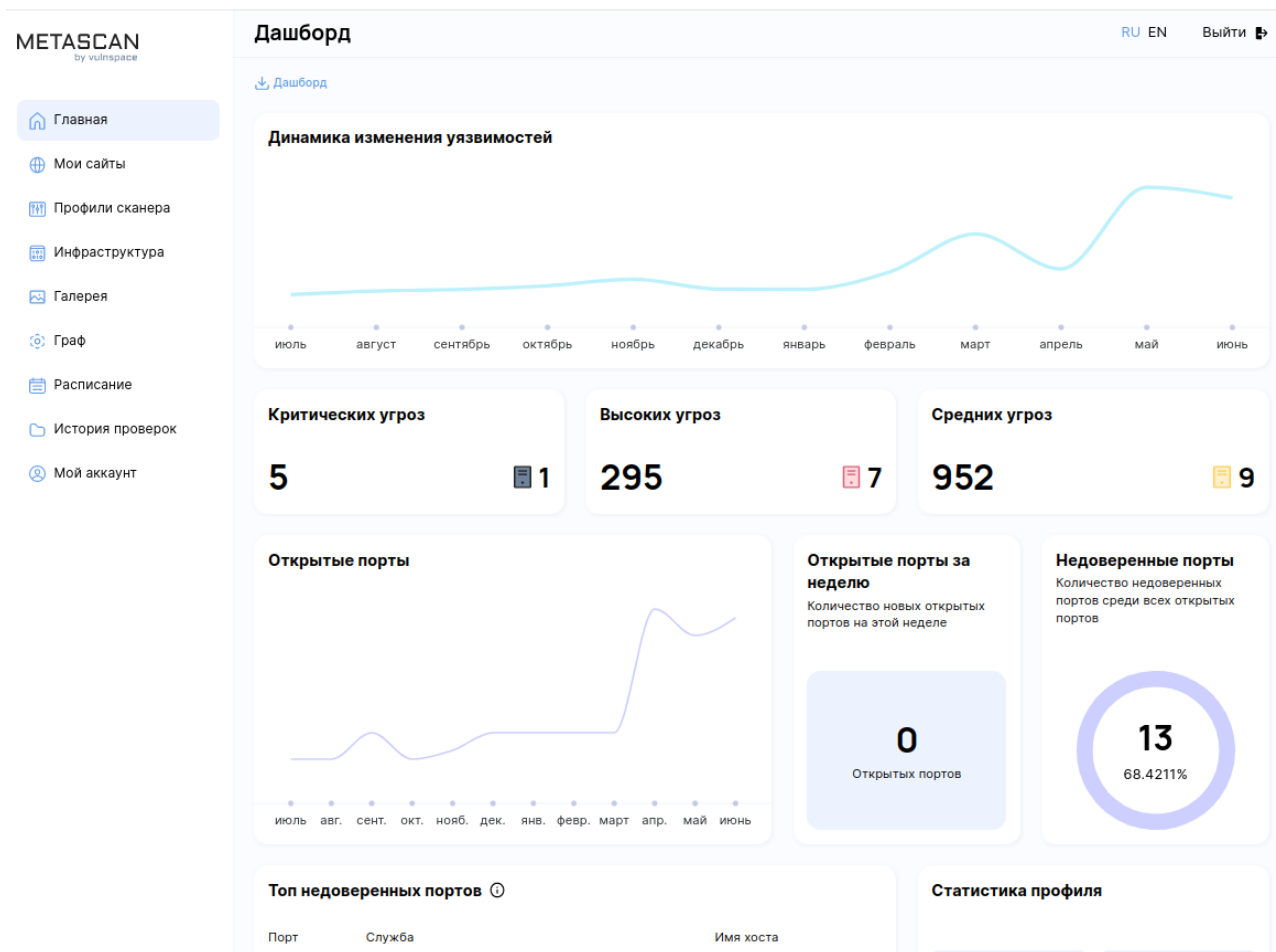 METASCAN
by vulnspace
Главная
Мои сайты
Профили сканера
Инфраструктура
Галерея
Граф
Расписание
История проверок
Мой аккаунт
Дашборд
RU EN
Выйти
Дашборд
Динамика изменения уязвимостей
июль август сентябрь октябрь ноябрь декабрь январь февраль март апрель май июнь
Критических угроз
5 1
Высоких угроз
295 7
Средних угроз
952 9
Открытые порты
июль авг. сент. окт. нояб. дек. янв. февр. март апр. май июнь
Открытые порты за
неделю
Количество новых открытых
портов на этой неделе
0
Открытых портов
Недоверенные порты
Количество недоверенных
портов среди всех открытых
портов
13
68.4211%
Топ недоверенных портов
Порт Служба Имя хоста
Статистика профиля